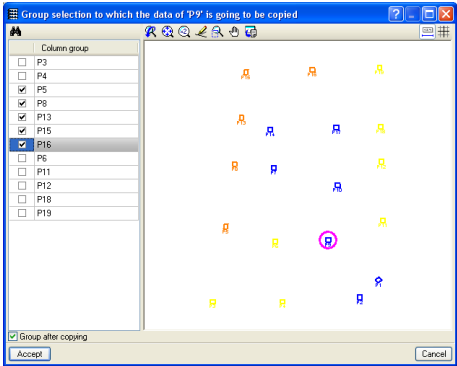 Group selection to which the data of 'P9' is going to be copied
Column group
P3
P4
P5
P8
P13
P15
P16
P6
P11
P12
P18
P19
Group after copying
Accept
Cancel